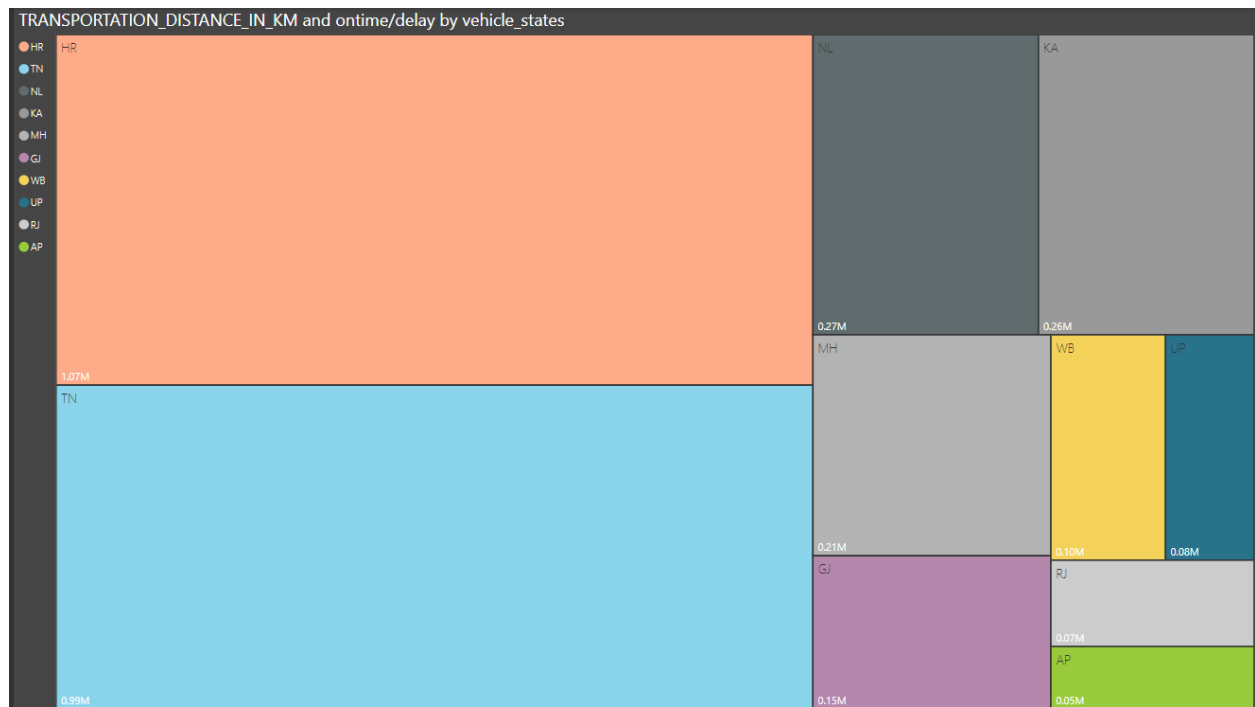 TRANSPORTATION_DISTANCE_IN_KM and ontime/delay by vehicle_states
HR
TN
NL
KA
MH
GJ
WB
UP
RJ
AP
HR
1.07M
TN
0.99M
NL
0.27M
KA
0.26M
MH
0.21M
GJ
0.15M
WB
0.10M
UP
0.08M
RJ
0.07M
AP
0.05M